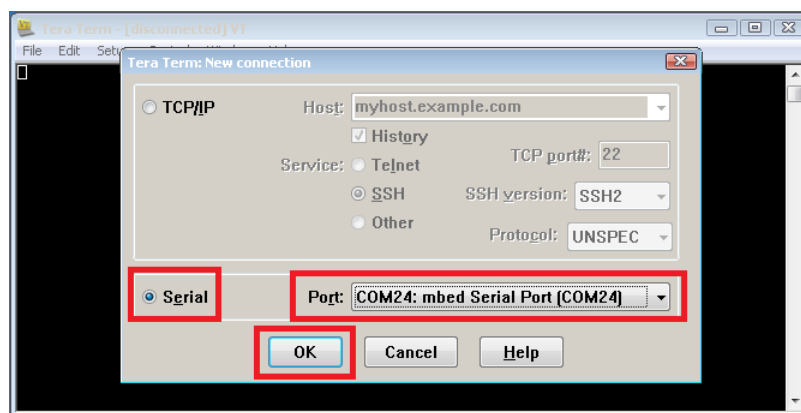 Tera Term - [disconnected] VT
File Edit Setu
Tera Term: New connection
TCP/IP Host: myhost.example.com
History
Service: Telnet TCP port#: 22
SSH SSH version: SSH2
Other Protocol: UNSPEC
Serial Port: COM24: mbed Serial Port (COM24)
OK Cancel Help